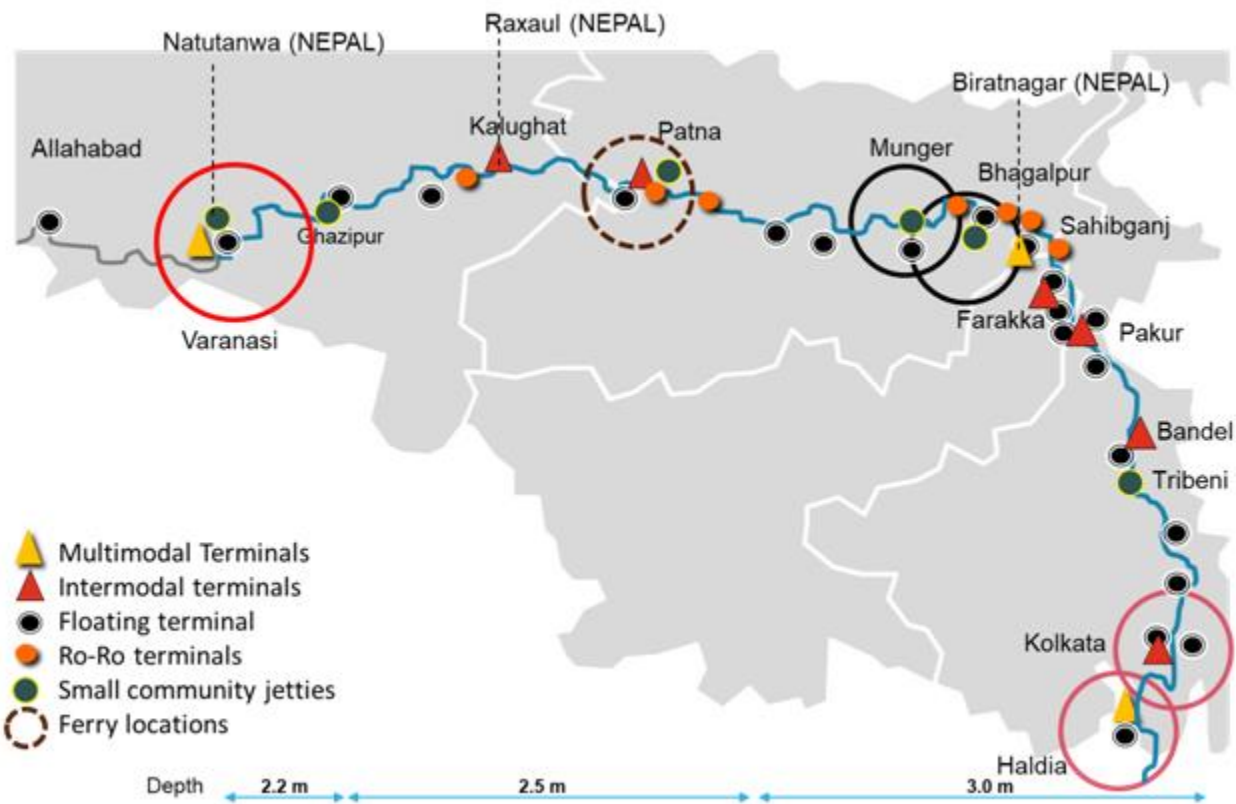 Natutanwa (NEPAL)
Raxaul (NEPAL)
Biratnagar (NEPAL)
Allahabad
Kalughat
Patna
Munger
Bhagalpur
Ghazipur
Sahibganj
Varanasi
Farakka
Pakur
Bandel
Tribeni
Multimodal Terminals
Intermodal terminals
Floating terminal
Ro-Ro terminals
Small community jetties
Ferry locations
Kolkata
Haldia
Depth 2.2 m 2.5 m 3.0 m